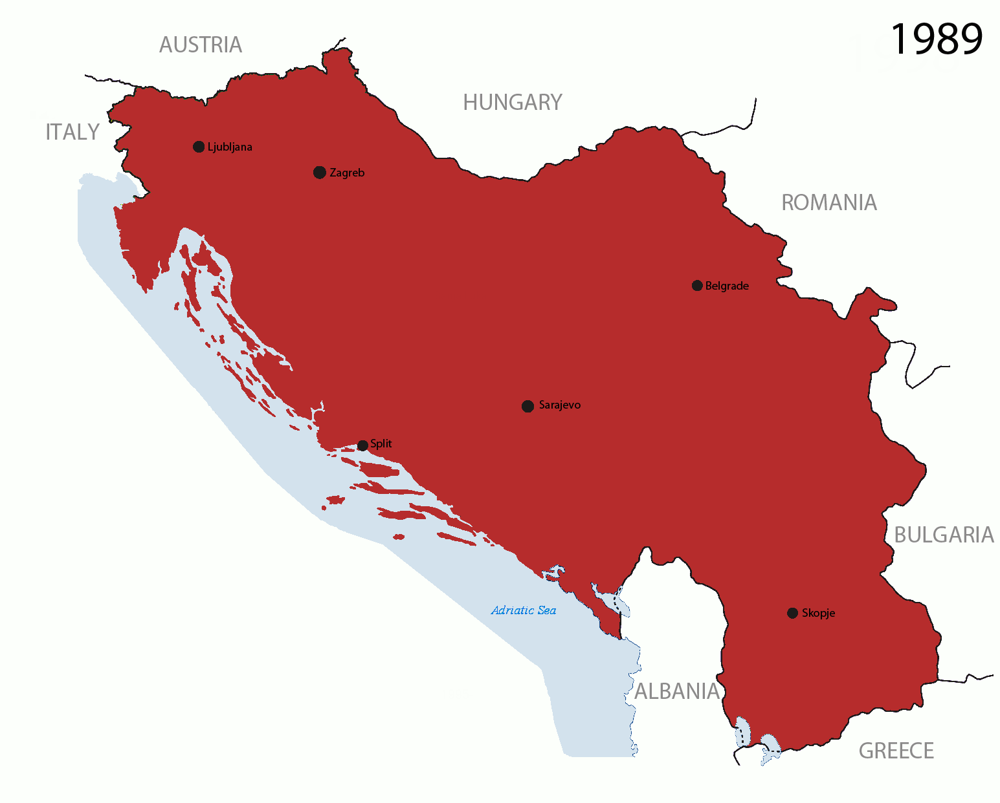 1989
AUSTRIA
HUNGARY
ITALY
Ljubljana
Zagreb
ROMANIA
Belgrade
Sarajevo
Split
BULGARIA
Adriatic Sea
Skopje
ALBANIA
GREECE